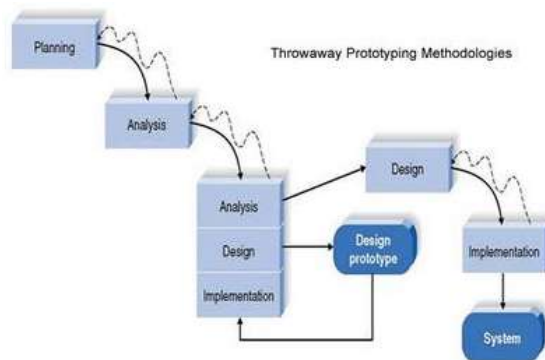 Planning
Throwaway Prototyping Methodologies
Analysis
Analysis
Design
Implementation
Design
prototype
Design
Implementation
System